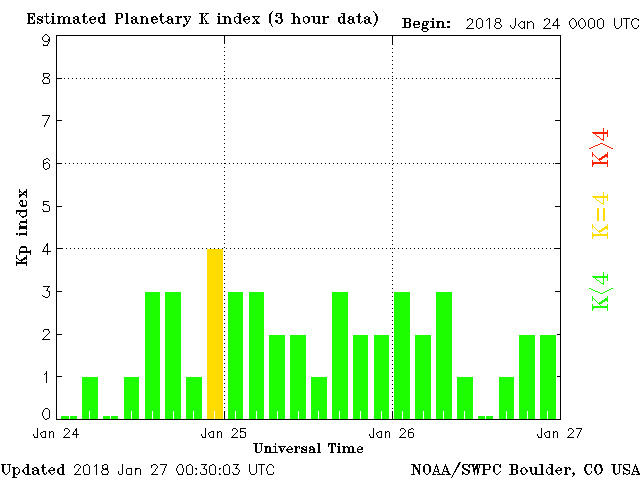 Estimated Planetary K index (3 hour data)
Begin: 2018 Jan 24 0000 UTC
9
8
7
6
5
4
3
2
1
0
Kp index
K>4
K=4
K<4
Jan 24
Jan 25
Jan 26
Jan 27
Universal Time
Updated 2018 Jan 27 00:30:03 UTC
NOAA/SWPC Boulder, CO USA